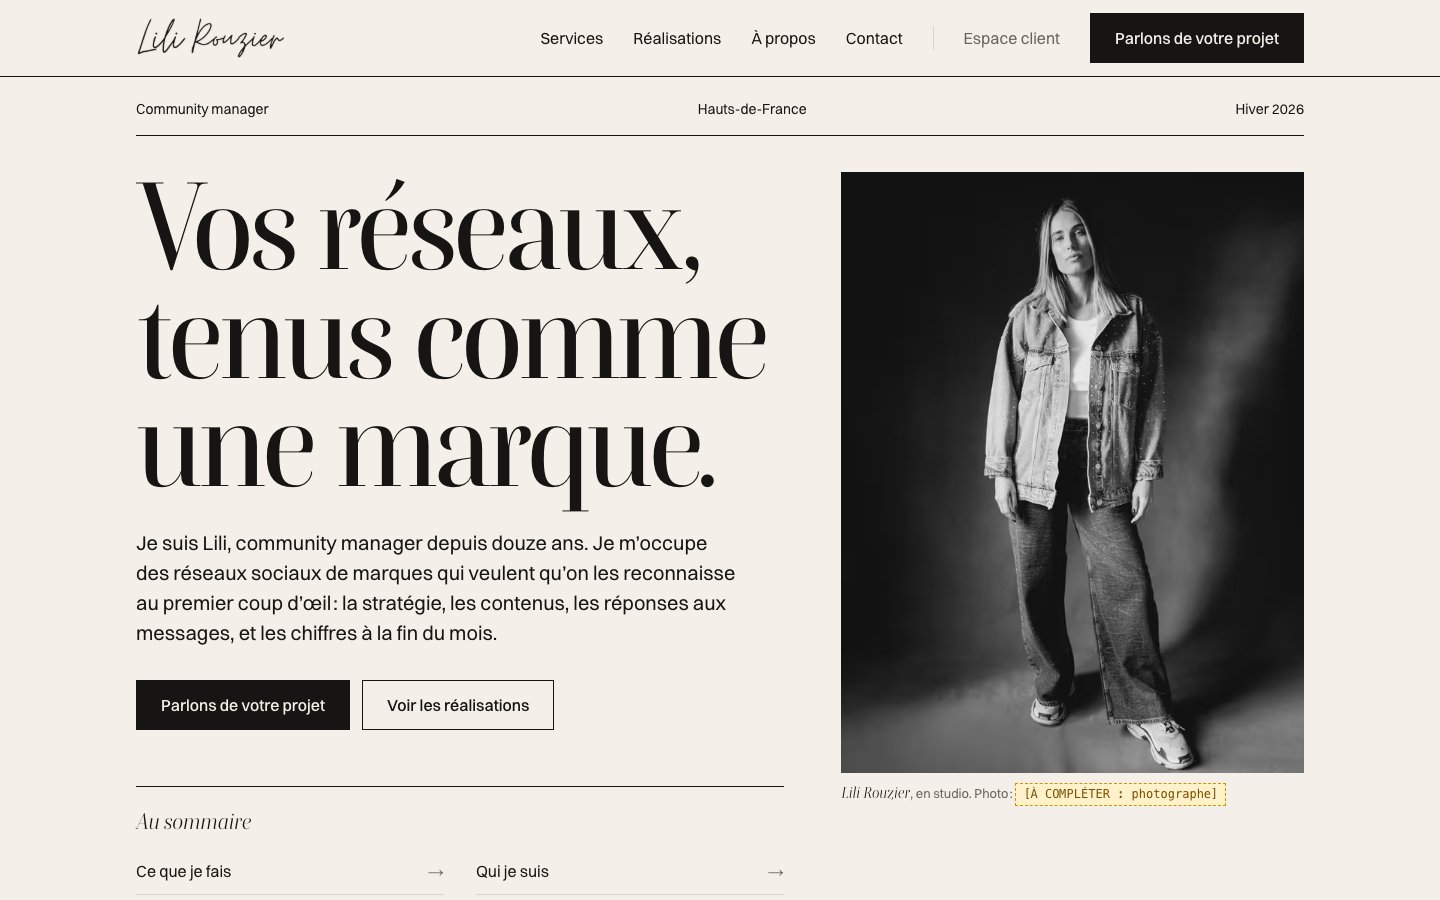 Lili Rouzier
Services
Réalisations
À propos
Contact
Espace client
Parlons de votre projet
Community manager
Hauts-de-France
Hiver 2026
Vos réseaux,
tenus comme
une marque.
Je suis Lili, community manager depuis douze ans. Je m’occupe
des réseaux sociaux de marques qui veulent qu’on les reconnaisse
au premier coup d’œil : la stratégie, les contenus, les réponses aux
messages, et les chiffres à la fin du mois.
Parlons de votre projet
Voir les réalisations
Lili Rouzier, en studio. Photo : [À COMPLÉTER : photographe]
Au sommaire
Ce que je fais →
Qui je suis →